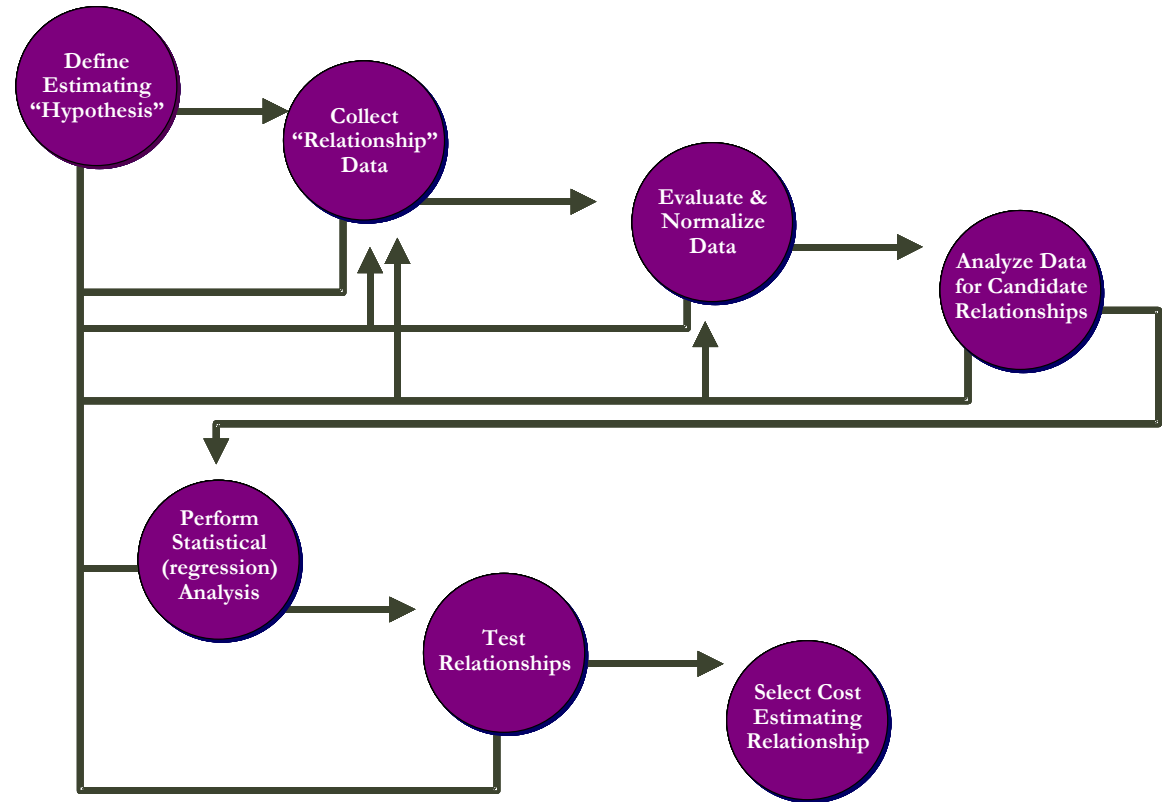 Define
Estimating
“Hypothesis”
Collect
“Relationship”
Data
Evaluate &
Normalize
Data
Analyze Data
for Candidate
Relationships
Perform
Statistical
(regression)
Analysis
Test
Relationships
Select Cost
Estimating
Relationship